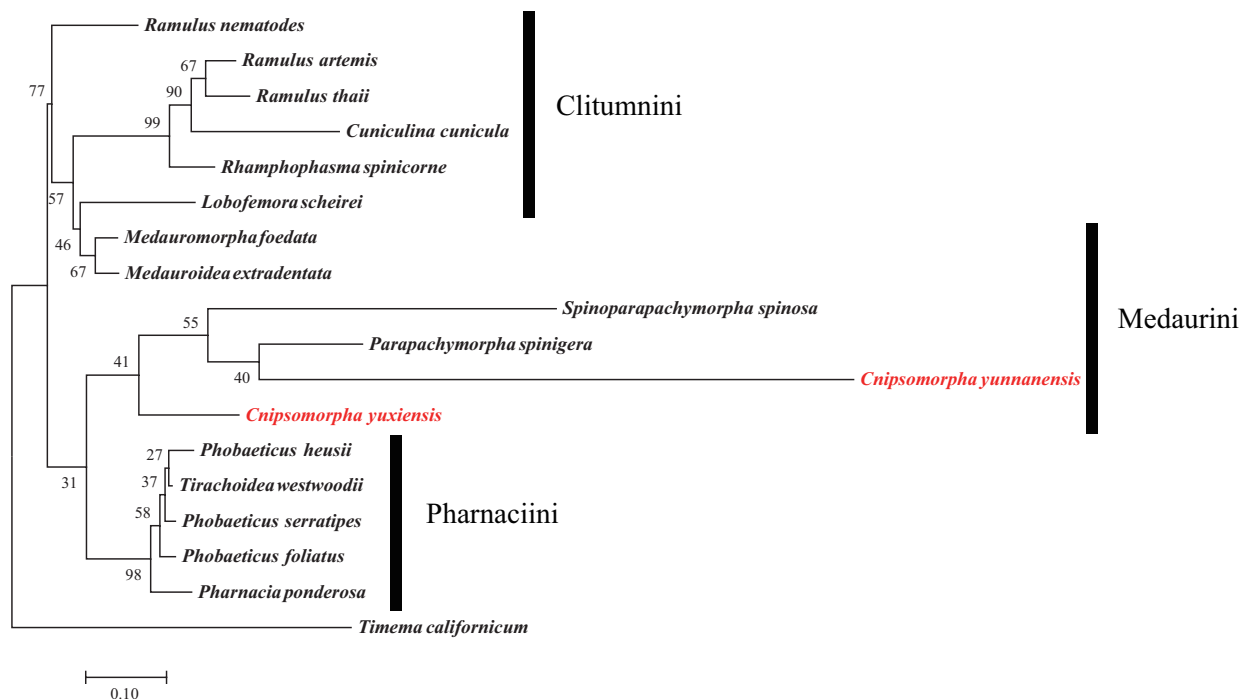 Ramulus nematodes
Ramulus artemis
67
Ramulus thaii
77
90
Clitumnini
Cuniculina cunicula
99
Rhamphophasma spinicorne
57
Lobofemora scheirei
Medauromorpha foedata
46
Medauroidea extradentata
67
Spinoparapachymorpha spinosa
55
Medaurini
Parapachymorpha spinigera
41
40
Cnipsomorpha yunnanensis
Cnipsomorpha yuxiensis
Phobaeticus heusii
27
Tirachoidea westwoodii
31
37
Phobaeticus serratipes
58
Pharnaciini
Phobaeticus foliatus
98
Pharnacia ponderosa
Timema californicum
0.10